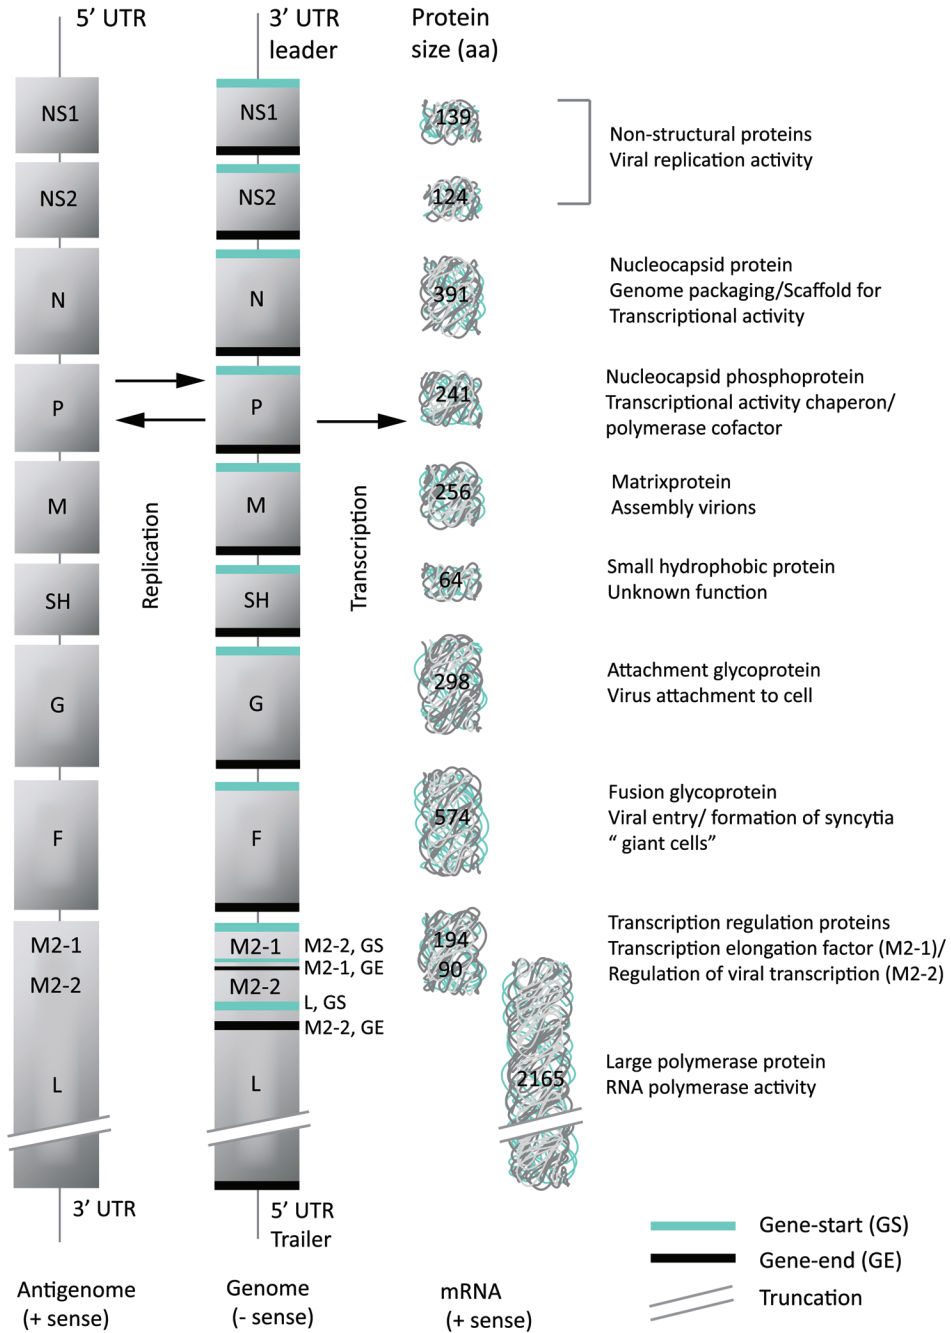 5’ UTR
3’ UTR
leader
Protein
size (aa)
NS1
NS1
139
Non-structural proteins
Viral replication activity
NS2
NS2
124
N
N
391
Nucleocapsid protein
Genome packaging/Scaffold for
Transcriptional activity
P
P
241
Nucleocapsid phosphoprotein
Transcriptional activity chaperon/
polymerase cofactor
M
M
256
Matrixprotein
Assembly virions
Replication
Transcription
SH
SH
64
Small hydrophobic protein
Unknown function
G
G
298
Attachment glycoprotein
Virus attachment to cell
F
F
574
Fusion glycoprotein
Viral entry/ formation of syncytia
“ giant cells”
M2-1
M2-2
L
M2-1
M2-2
L
M2-2, GS
M2-1, GE
L, GS
M2-2, GE
194
90
Transcription regulation proteins
Transcription elongation factor (M2-1)/
Regulation of viral transcription (M2-2)
2165
Large polymerase protein
RNA polymerase activity
3’ UTR
5’ UTR
Trailer
Gene-start (GS)
Gene-end (GE)
Truncation
Antigenome
(+ sense)
Genome
(- sense)
mRNA
(+ sense)